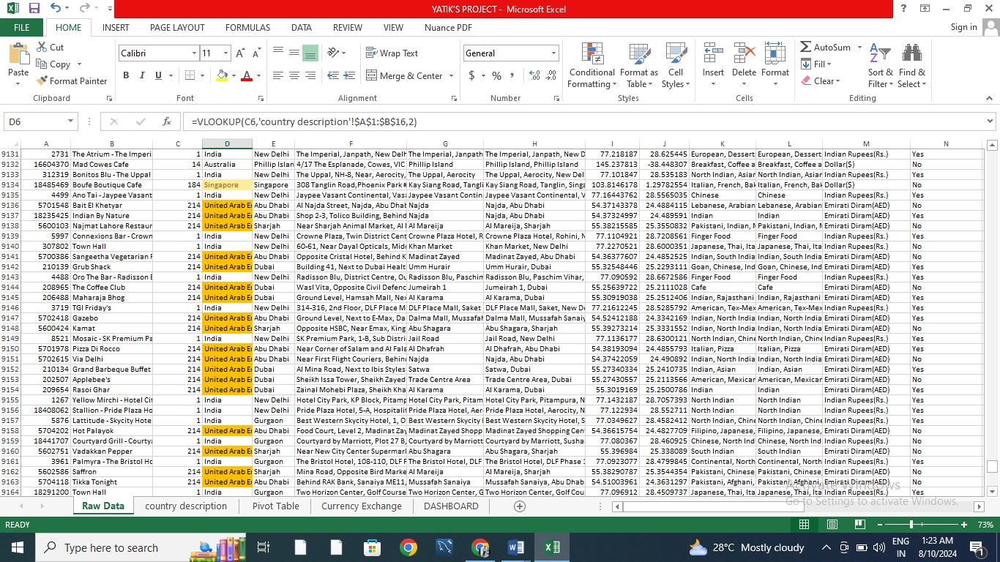 YATIK'S PROJECT - Microsoft Excel
FILE HOME INSERT PAGE LAYOUT FORMULAS DATA REVIEW VIEW Nuance PDF Sign in
Paste Cut Copy Format Painter Calibri 11 Wrap Text Merge & Center General Conditional Formatting Format as Table Cell Styles Insert Delete Format AutoSum Fill Clear Sort & Filter Find & Select
Clipboard Font Alignment Number Styles Cells Editing
D6 =VLOOKUP(C6,'country description'!$A$1:$B$16,2)
A B C D E F G H I J K L M N
9131 2731 The Atrium - The Imperi 1 India New Delhi The Imperial, Janpath, New Delh The Imperial, Janpath The Imperial, Janpath, New D 77.218187 28.625445 European, Dessert European, Dessert Indian Rupees(Rs.) Yes
9132 16604370 Mad Cowes Cafe 14 Australia Phillip Islan 4/17 The Esplanade, Cowes, VIC Phillip Island Phillip Island, Phillip Island 145.237813 -38.448307 Breakfast, Coffee a Breakfast, Coffee a Dollar($) No
9133 312319 Bonitos Blu - The Uppal 1 India New Delhi The Uppal, NH-8, Near, Aerocity, The Uppal, Aerocity The Uppal, Aerocity, New Del 77.101847 28.535183 North Indian, Asian North Indian, Asian Indian Rupees(Rs.) Yes
9134 18485469 Boufe Boutique Cafe 184 Singapore Singapore 308 Tanglin Road,Phoenix Park # Kay Siang Road, Tangli Kay Siang Road, Tanglin, Singa 103.8146178 1.29782554 Italian, French, Bak Italian, French, Bak Dollar($) No
9135 4499 Ano Tai - Jaypee Vasant 1 India New Delhi Jaypee Vasant Continental, Vasa Jaypee Vasant Contin Jaypee Vasant Continental, V 77.16443762 28.5565035 Chinese Chinese Indian Rupees(Rs.) Yes
9136 5701548 Bait El Khetyar 214 United Arab E Abu Dhabi Al Najda Street, Najda, Abu Dhab Najda Najda, Abu Dhabi 54.37143378 24.4884115 Lebanese, Arabian Lebanese, Arabian Emirati Diram(AED) No
9137 18235425 Indian By Nature 214 United Arab E Abu Dhabi Shop 2-3, Tolico Building, Behind Najda Najda, Abu Dhabi 54.37324997 24.489591 Indian Indian Emirati Diram(AED) Yes
9138 5600103 Najmat Lahore Restaur 214 United Arab E Sharjah Near Sharjah Animal Market, Al Al Mareija Al Mareija, Sharjah 55.38215585 25.3550832 Pakistani, Indian, M Pakistani, Indian, M Emirati Diram(AED) No
9139 5997 Connexions Bar - Crown 1 India New Delhi Crowne Plaza, Twin District Cent Crowne Plaza Hotel, R Crowne Plaza Hotel, Rohini, N 77.1104921 28.7208561 Finger Food Finger Food Indian Rupees(Rs.) Yes
9140 307802 Town Hall 1 India New Delhi 60-61, Near Dayal Opticals, Midd Khan Market Khan Market, New Delhi 77.2270521 28.6000351 Japanese, Thai, Ita Japanese, Thai, Ita Indian Rupees(Rs.) Yes
9141 5700386 Sangeetha Vegetarian R 214 United Arab E Abu Dhabi Opposite Cristal Hotel, Behind K Madinat Zayed Madinat Zayed, Abu Dhabi 54.36377607 24.4852525 Indian, South India Indian, South India Emirati Diram(AED) No
9142 210139 Grub Shack 214 United Arab E Dubai Building 41, Next to Dubai Healt Umm Hurair Umm Hurair, Dubai 55.32548446 25.2293111 Goan, Chinese, Ind Goan, Chinese, Ind Emirati Diram(AED) Yes
9143 4488 Oro The Bar - Radisson B 1 India New Delhi Radisson Blu, District Centre, Ou Radisson Blu, Paschim Radisson Blu, Paschim Vihar, 77.090592 28.6672586 Finger Food Finger Food Indian Rupees(Rs.) Yes
9144 208965 The Coffee Club 214 United Arab E Dubai Wasl Vita, Opposite Civil Defenc Jumeirah 1 Jumeirah 1, Dubai 55.25639722 25.2111028 Cafe Cafe Emirati Diram(AED) Yes
9145 206488 Maharaja Bhog 214 United Arab E Dubai Ground Level, Hamsah Mall, Nex Al Karama Al Karama, Dubai 55.30919038 25.2512406 Indian, Rajasthani Indian, Rajasthani Emirati Diram(AED) Yes
9146 3719 TGI Friday's 1 India New Delhi 314-316, 2nd Floor, DLF Place Ma DLF Place Mall, Saket DLF Place Mall, Saket, New De 77.21612245 28.5285792 American, Tex-Mex American, Tex-Mex Indian Rupees(Rs.) Yes
9147 5702418 Gazebo 214 United Arab E Abu Dhabi Ground Level, Next to E-Max, Da Dalma Mall, Mussafah Dalma Mall, Mussafah Sanaiy 54.52412188 24.3342169 Indian, North India Indian, North India Emirati Diram(AED) Yes
9148 5600424 Kamat 214 United Arab E Sharjah Opposite HSBC, Near Emax, King Abu Shagara Abu Shagara, Sharjah 55.39273214 25.3331552 Indian, North India Indian, North India Emirati Diram(AED) No
9149 8521 Mosaic - SK Premium Pa 1 India New Delhi SK Premium Park, 1-B, Sub Distri Jail Road Jail Road, New Delhi 77.1136177 28.6300121 North Indian, Chine North Indian, Chine Indian Rupees(Rs.) Yes
9150 5701978 Pizza Di Rocco 214 United Arab E Abu Dhabi Near Corner of Salam and Al Fala Al Dhafrah Al Dhafrah, Abu Dhabi 54.38193094 24.4855793 Italian, Pizza Italian, Pizza Emirati Diram(AED) Yes
9151 5702615 Via Delhi 214 United Arab E Abu Dhabi Near First Flight Couriers, Behin Najda Najda, Abu Dhabi 54.37422059 24.490892 Indian, North India Indian, North India Emirati Diram(AED) No
9152 210134 Grand Barbeque Buffet 214 United Arab E Dubai Al Mina Road, Next to Ibis Styles Satwa Satwa, Dubai 55.27340334 25.2410735 Indian, Asian Indian, Asian Emirati Diram(AED) Yes
9153 202507 Applebee's 214 United Arab E Dubai Sheikh Issa Tower, Sheikh Zayed Trade Centre Area Trade Centre Area, Dubai 55.27430557 25.2113566 American, Mexican American, Mexican Emirati Diram(AED) No
9154 209654 Rasoi Ghar 214 United Arab E Dubai Zainal Mohebi Plaza, Sheikh Kha Al Karama Al Karama, Dubai 55.3019169 25.2500786 Indian Indian Emirati Diram(AED) Yes
9155 1267 Yellow Mirchi - Hotel Cit 1 India New Delhi Hotel City Park, KP Block, Pitamp Hotel City Park, Pitam Hotel City Park, Pitampura, N 77.1432187 28.7057393 North Indian North Indian Indian Rupees(Rs.) Yes
9156 18408062 Stallion - Pride Plaza Ho 1 India New Delhi Pride Plaza Hotel, 5-A, Hospitalit Pride Plaza Hotel, Aer Pride Plaza Hotel, Aerocity, N 77.122934 28.552711 North Indian North Indian Indian Rupees(Rs.) Yes
9157 5876 Lattitude - Skycity Hote 1 India Gurgaon Best Western Skycity Hotel, 1, O Best Western Skycity Best Western Skycity Hotel, S 77.0349627 28.4582412 North Indian, Chine North Indian, Chine Indian Rupees(Rs.) Yes
9158 5704202 Hot Palayok 214 United Arab E Abu Dhabi Food Court, Level 2, Madinat Zay Madinat Zayed Shopp Madinat Zayed Shopping Cen 54.36615754 24.4827709 Filipino, Japanese, Filipino, Japanese, Emirati Diram(AED) No
9159 18441707 Courtyard Grill - Courtya 1 India Gurgaon Courtyard by Marriott, Plot 27 B, Courtyard by Marriott Courtyard by Marriott, Susha 77.080367 28.460925 Chinese, North Ind Chinese, North Ind Indian Rupees(Rs.) No
9160 5602751 Vadakkan Pepper 214 United Arab E Sharjah Near New City Center Supermar Abu Shagara Abu Shagara, Sharjah 55.396984 25.338089 South Indian South Indian Emirati Diram(AED) No
9161 3961 Palmyra - The Bristol Ho 1 India Gurgaon The Bristol Hotel, 108-110, DLF P The Bristol Hotel, DLF The Bristol Hotel, DLF Phase 1 77.0923077 28.4799845 Continental, North Continental, North Indian Rupees(Rs.) Yes
9162 5602586 Saffron 214 United Arab E Sharjah Mina Road, Opposite Bird Marke Al Mareija Al Mareija, Sharjah 55.38290787 25.3544354 Pakistani, Chinese, Pakistani, Chinese, Emirati Diram(AED) No
9163 5704118 Tikka Tonight 214 United Arab E Abu Dhabi Behind RAK Bank, Sanaiya ME11, Mussafah Sanaiya Mussafah Sanaiya, Abu Dhab 54.51003961 24.3631297 Pakistani, Afghani, Pakistani, Afghani, Emirati Diram(AED) No
9164 18291200 Town Hall 1 India Gurgaon Two Horizon Center, Golf Course Two Horizon Center, G Two Horizon Center, Golf Cou 77.096912 28.4509737 Japanese, Thai, Ita Japanese, Thai, Ita Indian Rupees(Rs.) Yes
Activate Windows
Go to Settings to activate Windows.
Raw Data country description Pivot Table Currency Exchange DASHBOARD
READY 73%
Type here to search 28°C Mostly cloudy ENG IN 1:23 AM 8/10/2024 1